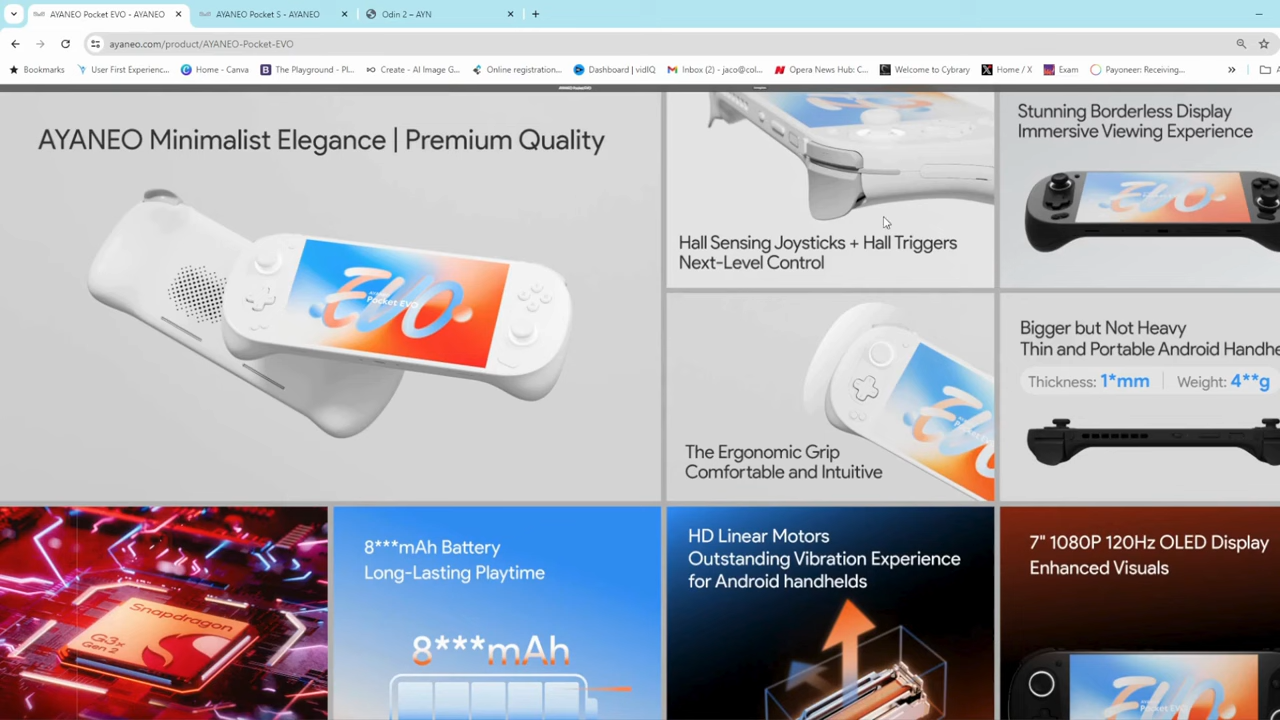 AYANEO Pocket EVO - AYANEO
AYANEO Pocket S - AYANEO
Odin 2 – AYN
ayaneo.com/product/AYANEO-Pocket-EVO
Bookmarks
User First Experienc...
Home - Canva
The Playground - Pl...
Create - AI Image G...
Online registration...
Dashboard | vidIQ
Inbox (2) - jaco@col...
Opera News Hub: C...
Welcome to Cybrary
Home / X
Exam
Payoneer: Receiving...
AYANEO Minimalist Elegance | Premium Quality
EVO
Pocket EVO
Hall Sensing Joysticks + Hall Triggers
Next-Level Control
Stunning Borderless Display
Immersive Viewing Experience
The Ergonomic Grip
Comfortable and Intuitive
Bigger but Not Heavy
Thin and Portable Android Handhe
Thickness: 1*mm
Weight: 4**g
Snapdragon
G3x
Gen 2
8***mAh Battery
Long-Lasting Playtime
8***mAh
HD Linear Motors
Outstanding Vibration Experience
for Android handhelds
7" 1080P 120Hz OLED Display
Enhanced Visuals
Pocket EVO